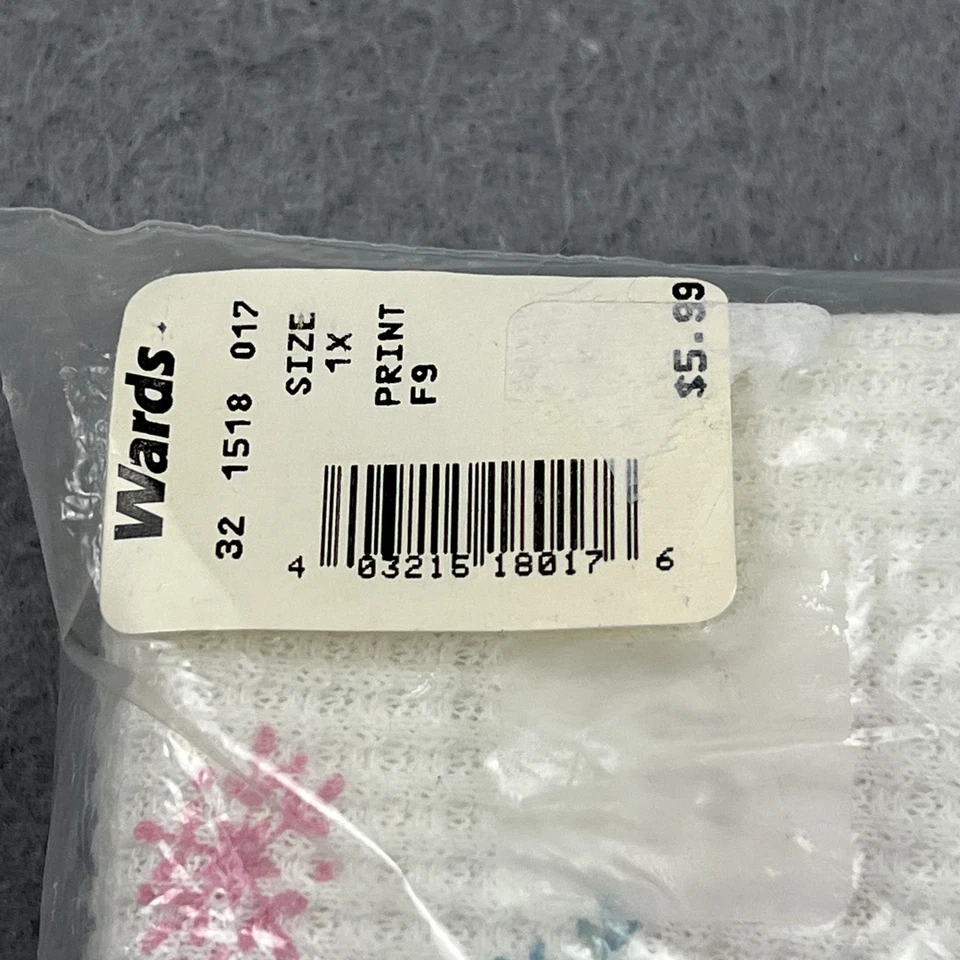 Wards
32 1518 017
SIZE
1X
PRINT
F9
$5.99
4 03215 18017 6